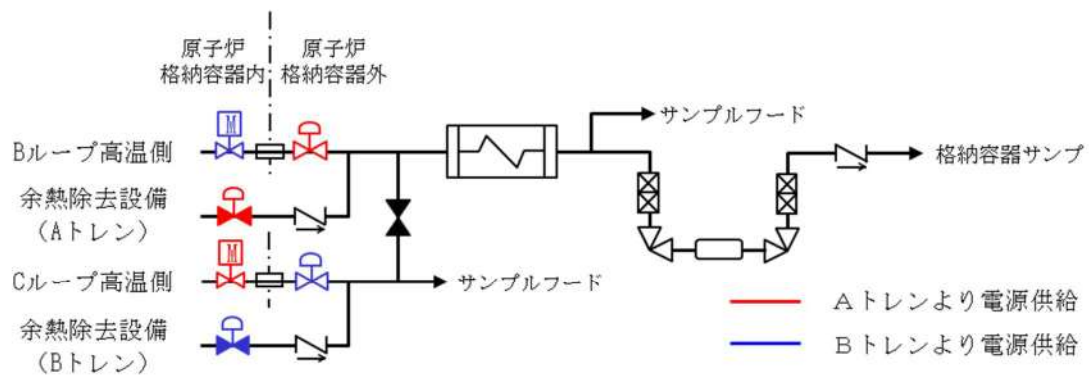 原子炉
格納容器内
原子炉
格納容器外
サンプルフード
M
Bループ高温側
格納容器サンプ
余熱除去設備
（Aトレン）
M
Cループ高温側
サンプルフード
Aトレンより電源供給
余熱除去設備
（Bトレン）
Bトレンより電源供給